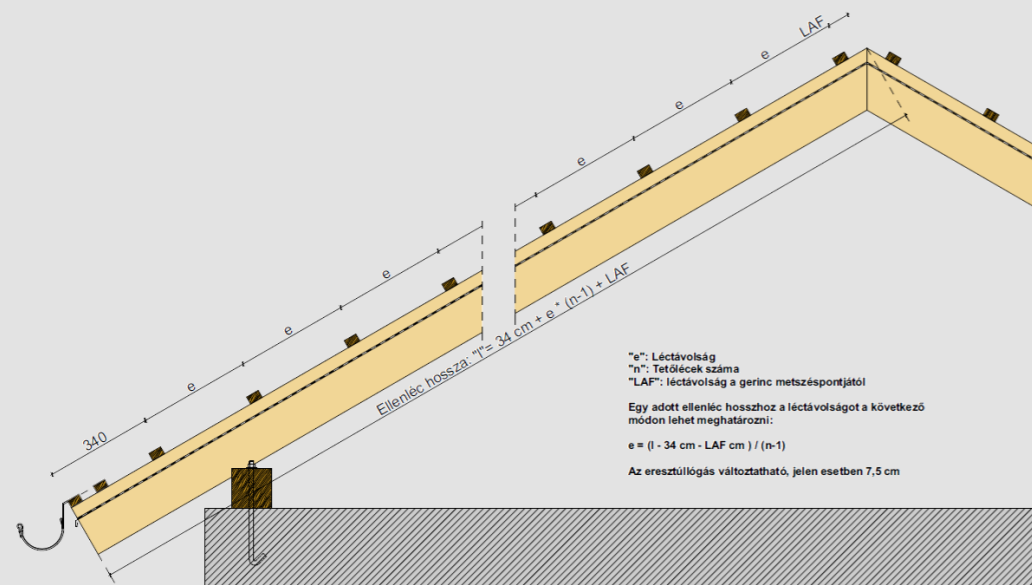 LAF
e
e
e
e
e
e
340
Ellenléc hossza: "l"= 34 cm + e * (n-1) + LAF
"e": Léctávolság
"n": Tetőlécek száma
"LAF": léctávolság a gerinc metszéspontjától
Egy adott ellenléc hosszhoz a léctávolságot a következő
módon lehet meghatározni:
e = (l - 34 cm - LAF cm ) / (n-1)
Az eresztúllógás változtatható, jelen esetben 7,5 cm